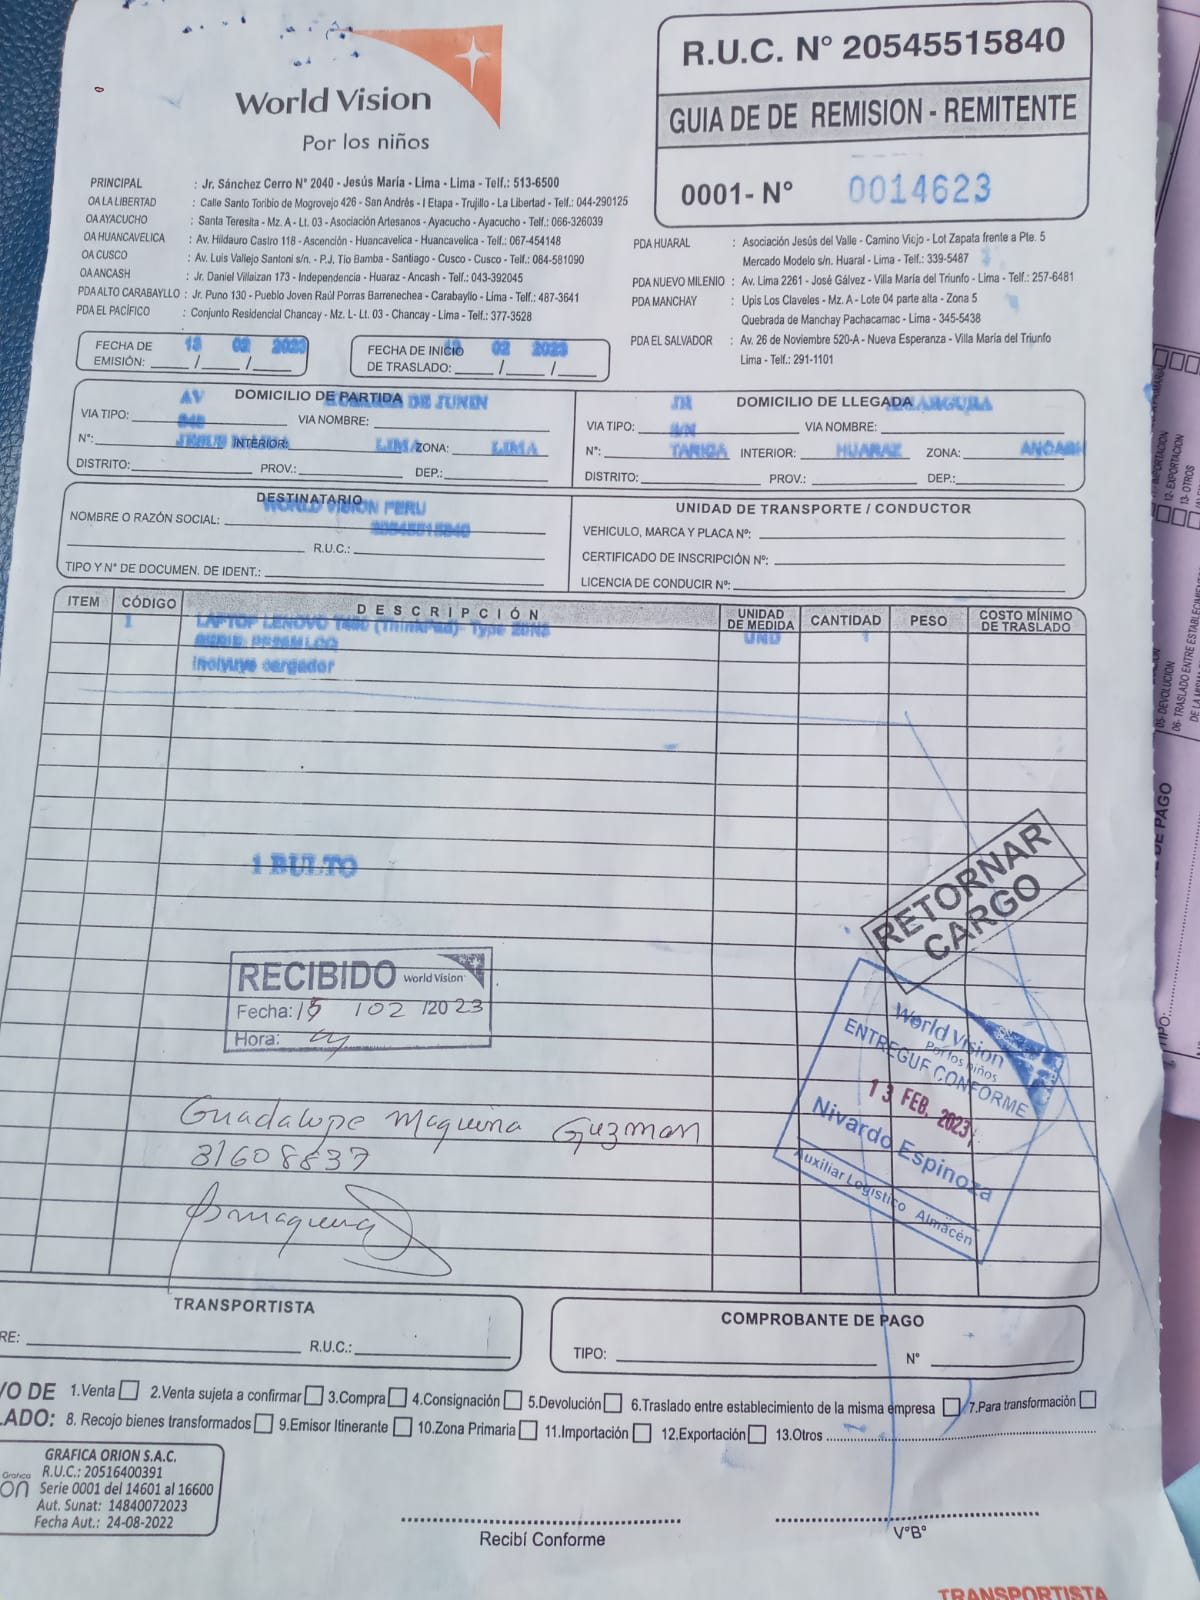 World Vision
Por los niños
R.U.C. N° 20545515840
GUIA DE DE REMISION - REMITENTE
0001- N° 0014623
PRINCIPAL : Jr. Sánchez Cerro N° 2040 - Jesús María - Lima - Lima - Telf.: 513-6500
OA LA LIBERTAD : Calle Santo Toribio de Mogrovejo 426 - San Andrés - I Etapa - Trujillo - La Libertad - Telf.: 044-290125
OA AYACUCHO : Santa Teresita - Mz. A - Lt. 03 - Asociación Artesanos - Ayacucho - Ayacucho - Telf.: 066-326039
OA HUANCAVELICA : Av. Hildauro Castro 118 - Ascención - Huancavelica - Huancavelica - Telf.: 067-454148
OA CUSCO : Av. Luis Vallejo Santoni s/n. - P.J. Tío Bamba - Santiago - Cusco - Cusco - Telf.: 084-581090
OA ANCASH : Jr. Daniel Villaizan 173 - Independencia - Huaraz - Ancash - Telf.: 043-392045
PDA ALTO CARABAYLLO : Jr. Puno 130 - Pueblo Joven Raúl Porras Barrenechea - Carabayllo - Lima - Telf.: 487-3641
PDA EL PACÍFICO : Conjunto Residencial Chancay - Mz. L- Lt. 03 - Chancay - Lima - Telf.: 377-3528
PDA HUARAL : Asociación Jesús del Valle - Camino Viejo - Lot Zapata frente a Pte. 5
Mercado Modelo s/n. Huaral - Lima - Telf.: 339-5487
PDA NUEVO MILENIO : Av. Lima 2261 - José Gálvez - Villa María del Triunfo - Lima - Telf.: 257-6481
PDA MANCHAY : Upis Los Claveles - Mz. A - Lote 04 parte alta - Zona 5
Quebrada de Manchay Pachacamac - Lima - 345-5438
PDA EL SALVADOR : Av. 26 de Noviembre 520-A - Nueva Esperanza - Villa María del Triunfo
Lima - Telf.: 291-1101
FECHA DE EMISIÓN: 13 / 02 / 2023
FECHA DE INICIO DE TRASLADO: 13 / 02 / 2023
DOMICILIO DE PARTIDA
VIA TIPO: AV VIA NOMBRE: DE JUNIN
N°: INTERIOR: ZONA:
DISTRITO: JESUS MARIA PROV.: LIMA DEP.: LIMA
DOMICILIO DE LLEGADA
VIA TIPO: JR VIA NOMBRE:
N°: S/N INTERIOR: ZONA:
DISTRITO: TARICA PROV.: HUARAZ DEP.: ANCASH
DESTINATARIO
NOMBRE O RAZÓN SOCIAL: WORLD VISION PERU
R.U.C.: 20545515840
TIPO Y N° DE DOCUMEN. DE IDENT.:
UNIDAD DE TRANSPORTE / CONDUCTOR
VEHICULO, MARCA Y PLACA N°:
CERTIFICADO DE INSCRIPCIÓN N°:
LICENCIA DE CONDUCIR N°:
ITEM CÓDIGO DESCRIPCIÓN UNIDAD DE MEDIDA CANTIDAD PESO COSTO MÍNIMO DE TRASLADO
1 LAPTOP LENOVO (ThinkPad)- Type UND 1
SERIE:
Incluye cargador
1 BULTO
RETORNAR
CARGO
RECIBIDO World Vision
Fecha: 15 / 02 /2023
Hora:
World Vision
Por los niños
ENTREGUE CONFORME
13 FEB. 2023
Nivardo Espinoza
Auxiliar Logístico Almacén
Guadalupe Maquiña Guzman
31608837
TRANSPORTISTA
RE: R.U.C.:
COMPROBANTE DE PAGO
TIPO: N°
VO DE 1.Venta 2.Venta sujeta a confirmar 3.Compra 4.Consignación 5.Devolución 6.Traslado entre establecimiento de la misma empresa 7.Para transformación
LADO: 8. Recojo bienes transformados 9.Emisor Itinerante 10.Zona Primaria 11.Importación 12.Exportación 13.Otros
GRAFICA ORION S.A.C.
R.U.C.: 20516400391
Serie 0001 del 14601 al 16600
Aut. Sunat: 14840072023
Fecha Aut.: 24-08-2022
Recibí Conforme
V°B°
TRANSPORTISTA